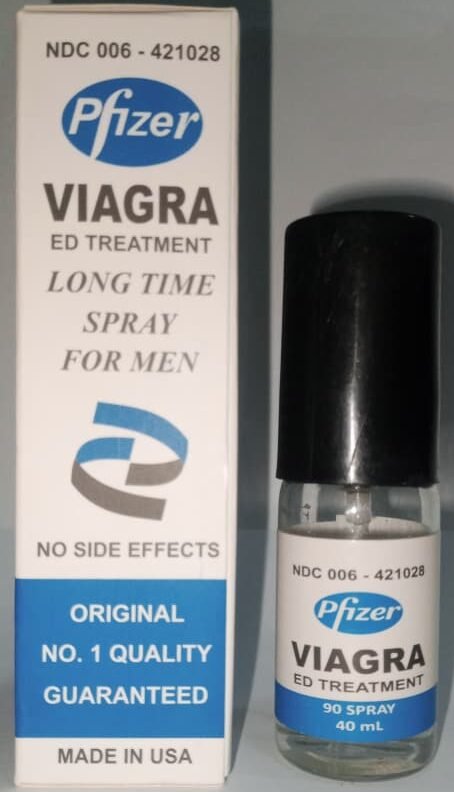 NDC 006 - 421028
Pfizer
VIAGRA
ED TREATMENT
LONG TIME
SPRAY
FOR MEN
NO SIDE EFFECTS
ORIGINAL
NO. 1 QUALITY
GUARANTEED
MADE IN USA
NDC 006 - 421028
Pfizer
VIAGRA
ED TREATMENT
90 SPRAY
40 mL